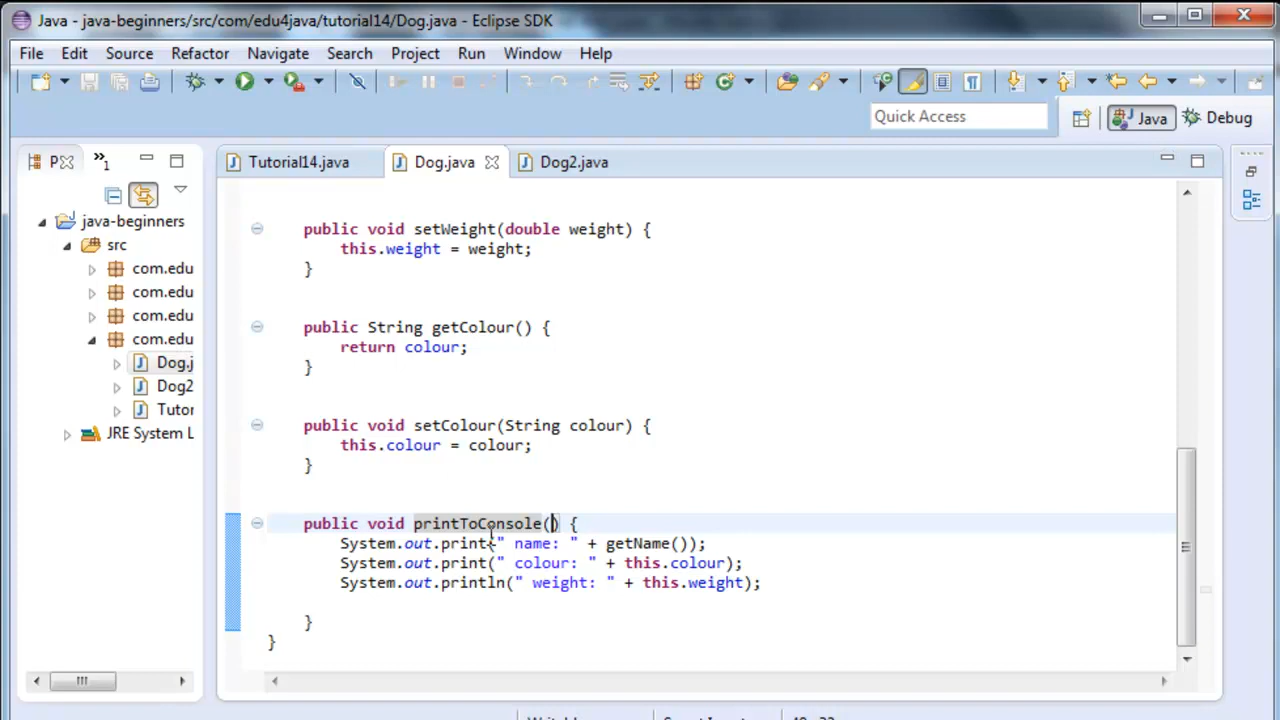 Java - java-beginners/src/com/edu4java/tutorial14/Dog.java - Eclipse SDK
File Edit Source Refactor Navigate Search Project Run Window Help
Quick Access
Java
Debug
P
1
Tutorial14.java
Dog.java
Dog2.java
java-beginners
src
com.edu
com.edu
com.edu
com.edu
Dog.j
Dog2
Tutor
JRE System L
public void setWeight(double weight) {
this.weight = weight;
}
public String getColour() {
return colour;
}
public void setColour(String colour) {
this.colour = colour;
}
public void printToConsole() {
System.out.print(" name: " + getName());
System.out.print(" colour: " + this.colour);
System.out.println(" weight: " + this.weight);
}
}